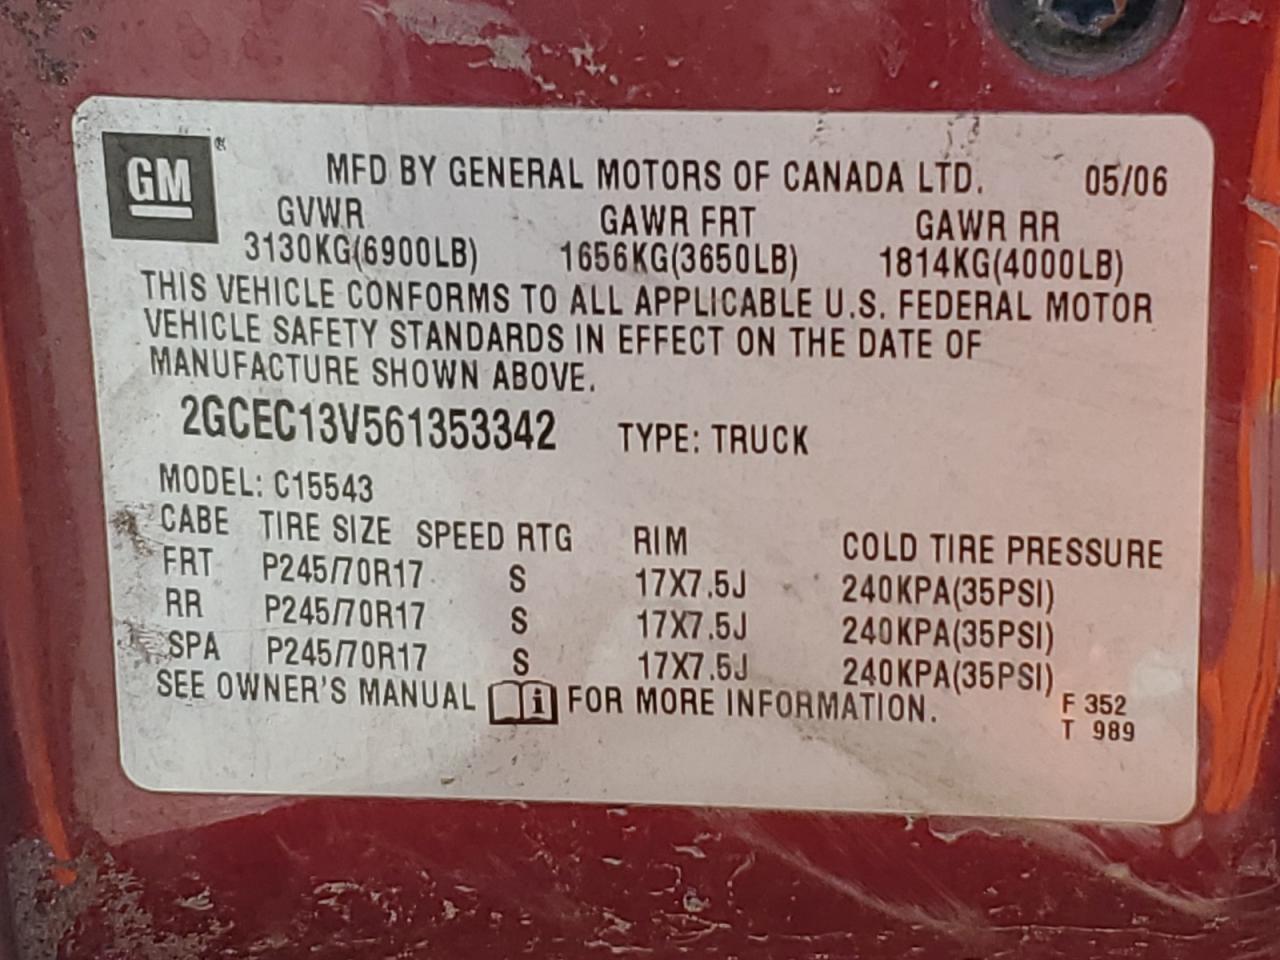 GM ®
MFD BY GENERAL MOTORS OF CANADA LTD. 05/06
GVWR GAWR FRT GAWR RR
3130KG(6900LB) 1656KG(3650LB) 1814KG(4000LB)
THIS VEHICLE CONFORMS TO ALL APPLICABLE U.S. FEDERAL MOTOR
VEHICLE SAFETY STANDARDS IN EFFECT ON THE DATE OF
MANUFACTURE SHOWN ABOVE.
2GCEC13V561353342 TYPE: TRUCK
MODEL: C15543
CABE TIRE SIZE SPEED RTG RIM COLD TIRE PRESSURE
FRT P245/70R17 S 17X7.5J 240KPA(35PSI)
RR P245/70R17 S 17X7.5J 240KPA(35PSI)
SPA P245/70R17 S 17X7.5J 240KPA(35PSI)
SEE OWNER'S MANUAL i FOR MORE INFORMATION.
F 352
T 989